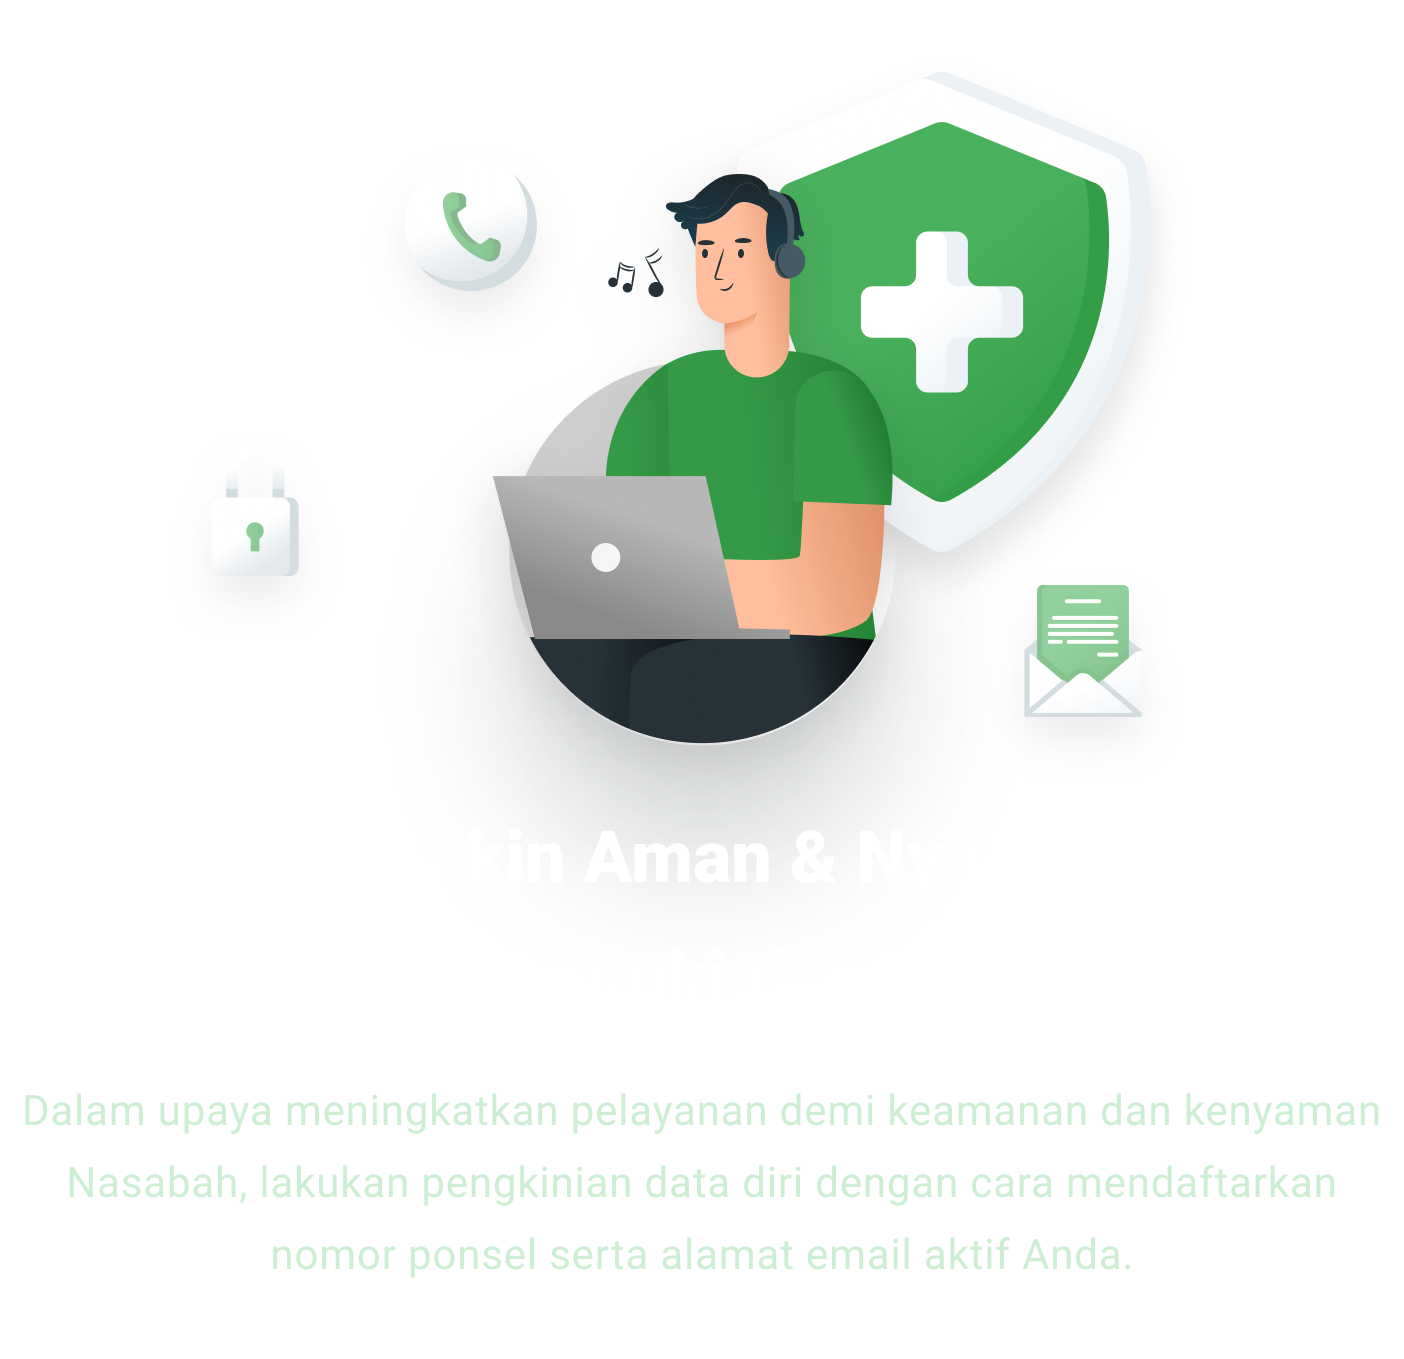 Aman &
Dalam upaya meningkatkan pelayanan demi keamanan dan kenyaman
Nasabah, lakukan pengkinian data diri dengan cara mendaftarkan
nomor ponsel serta alamat email aktif Anda.